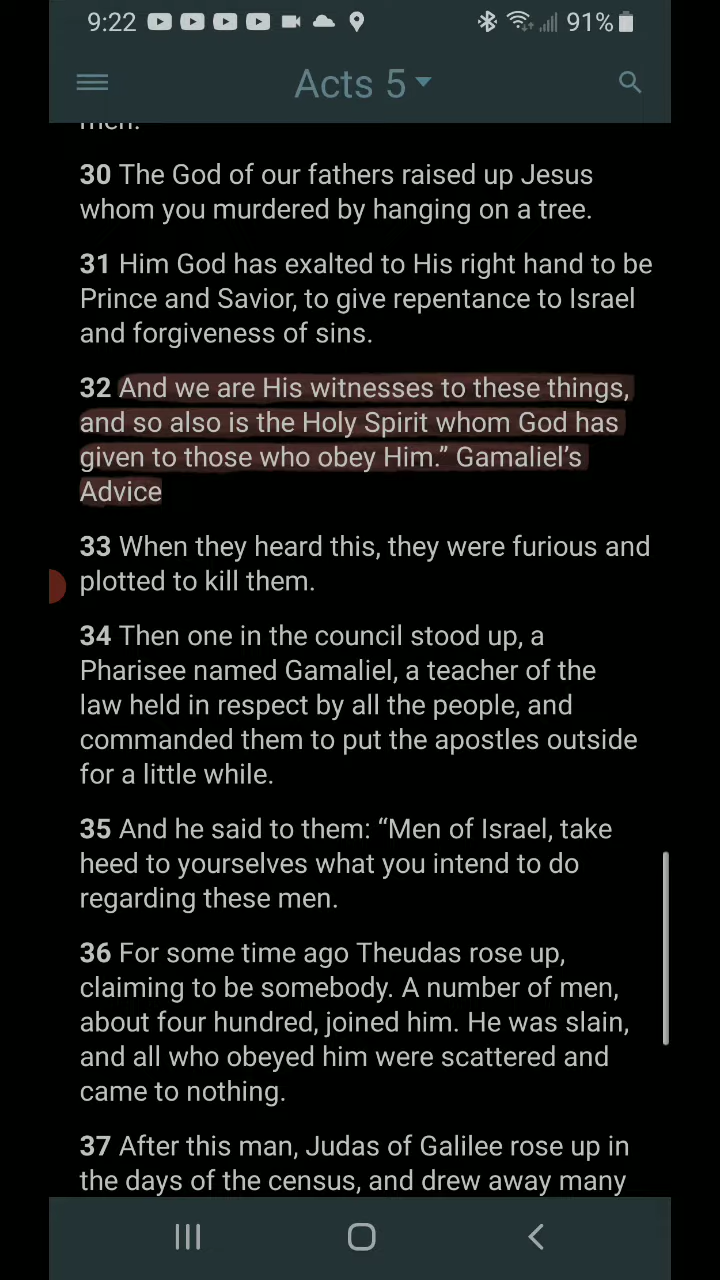 9:22 91%
Acts 5
men.
30 The God of our fathers raised up Jesus
whom you murdered by hanging on a tree.
31 Him God has exalted to His right hand to be
Prince and Savior, to give repentance to Israel
and forgiveness of sins.
32 And we are His witnesses to these things,
and so also is the Holy Spirit whom God has
given to those who obey Him.” Gamaliel’s
Advice
33 When they heard this, they were furious and
plotted to kill them.
34 Then one in the council stood up, a
Pharisee named Gamaliel, a teacher of the
law held in respect by all the people, and
commanded them to put the apostles outside
for a little while.
35 And he said to them: “Men of Israel, take
heed to yourselves what you intend to do
regarding these men.
36 For some time ago Theudas rose up,
claiming to be somebody. A number of men,
about four hundred, joined him. He was slain,
and all who obeyed him were scattered and
came to nothing.
37 After this man, Judas of Galilee rose up in
the days of the census, and drew away many